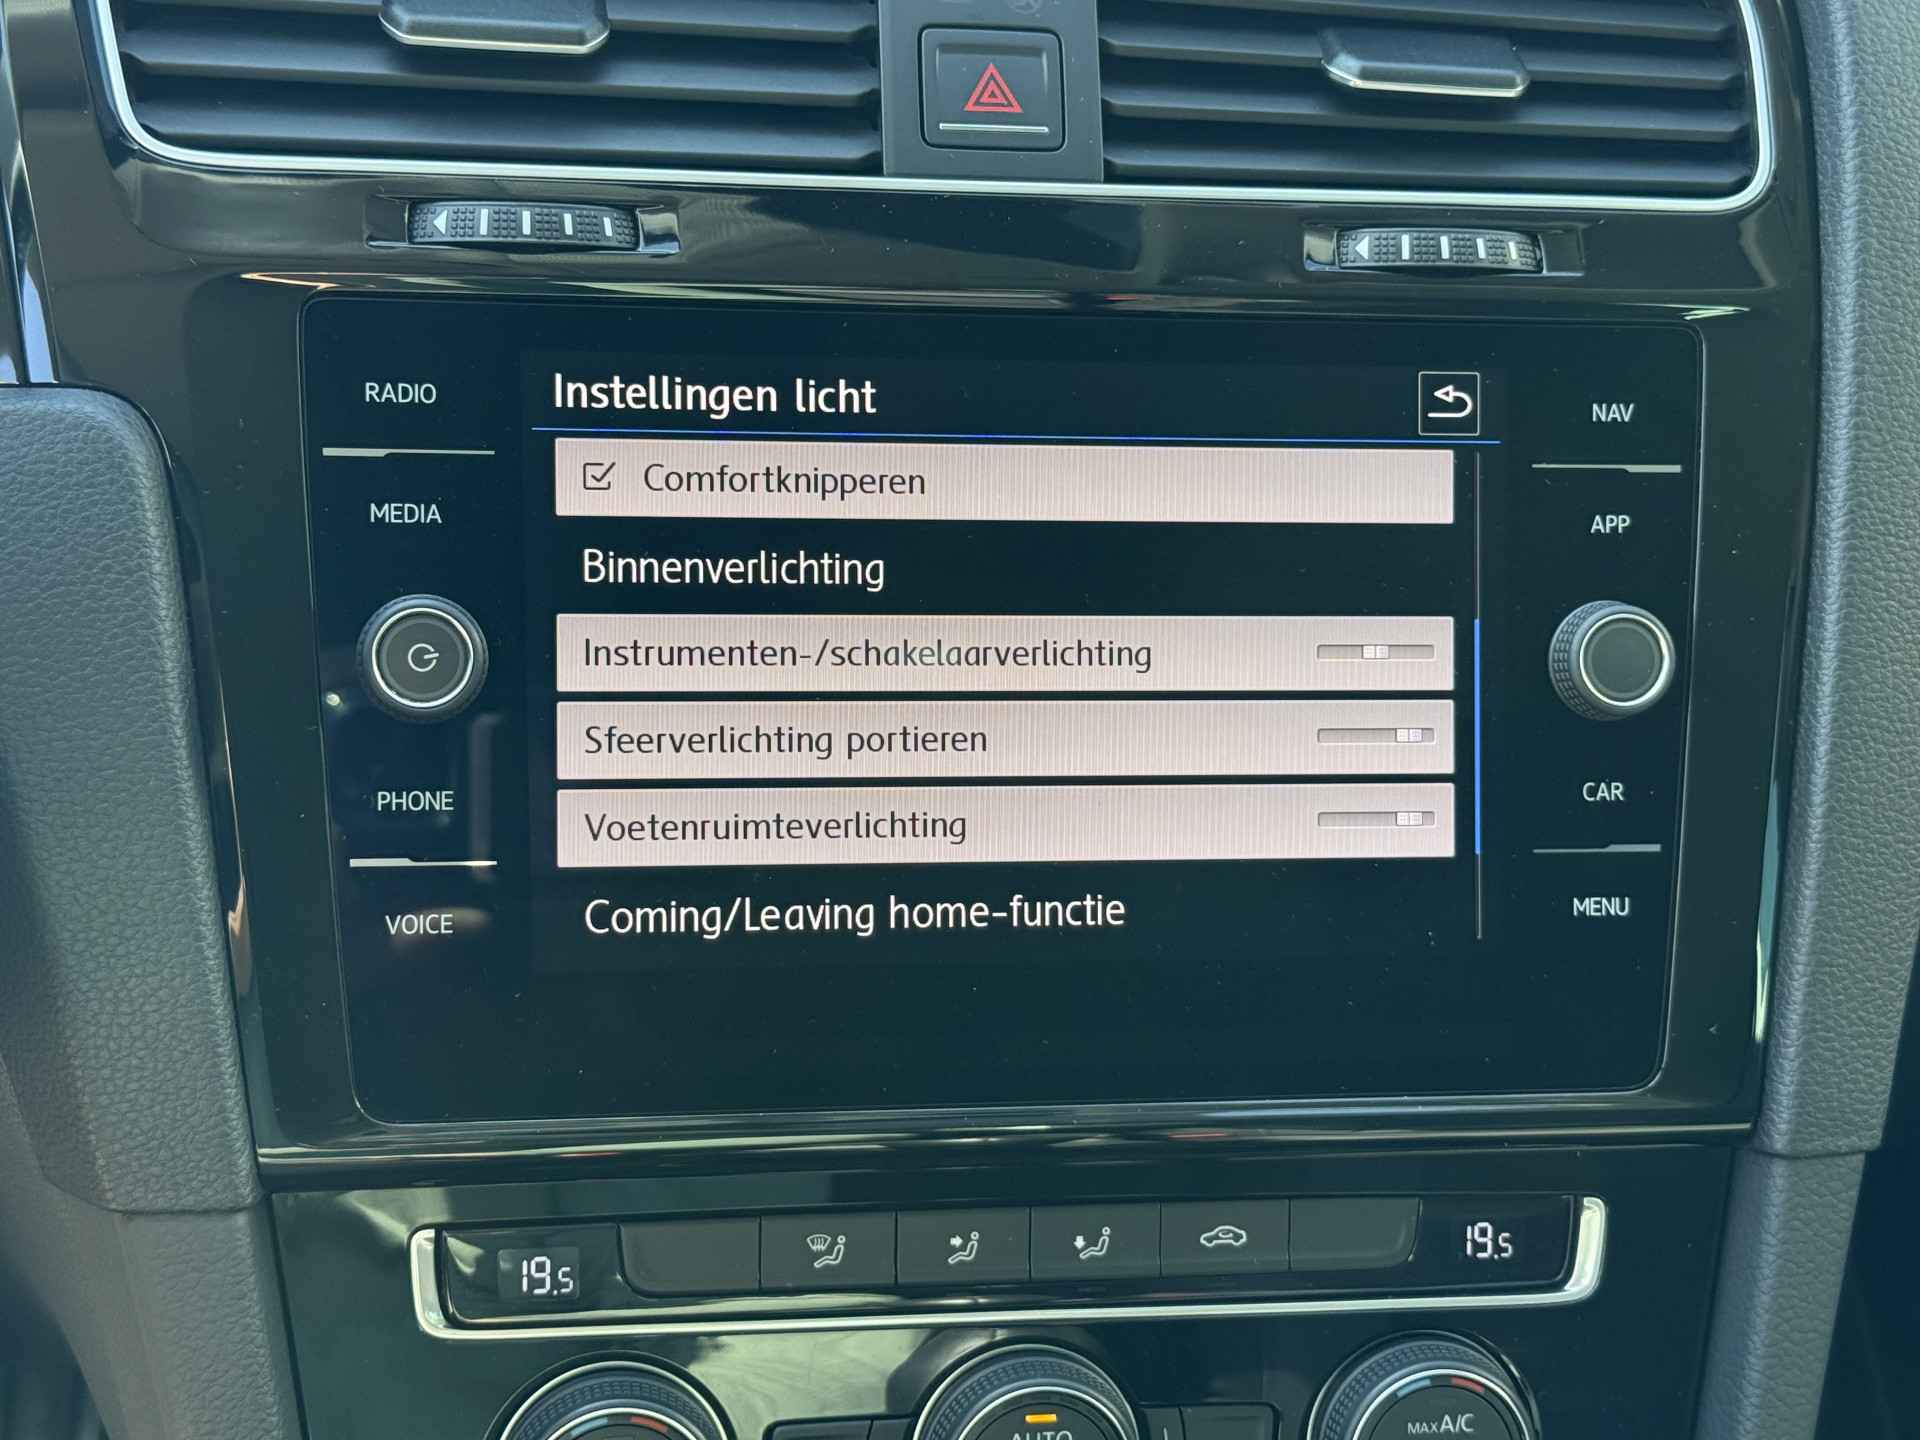 RADIO
MEDIA
PHONE
VOICE
Instellingen licht
Comfortknipperen
Binnenverlichting
Instrumenten-/schakelaarverlichting
Sfeerverlichting portieren
Voetenruimteverlichting
Coming/Leaving home-functie
NAV
APP
CAR
MENU
19.5
19.5
AUTO
MAX A/C